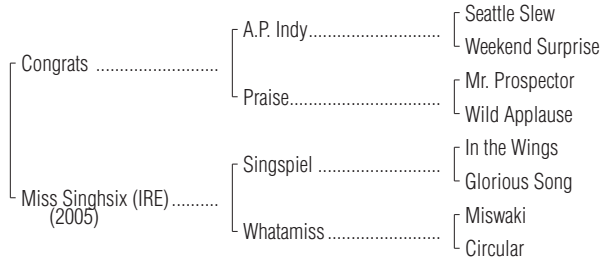 Seattle Slew
A.P. Indy............................
Weekend Surprise
Congrats ..........................
Mr. Prospector
Praise................................
Wild Applause
In the Wings
Singspiel ..........................
Glorious Song
Miss Singhsix (IRE)..........
(2005)
Miswaki
Whatamiss........................
Circular